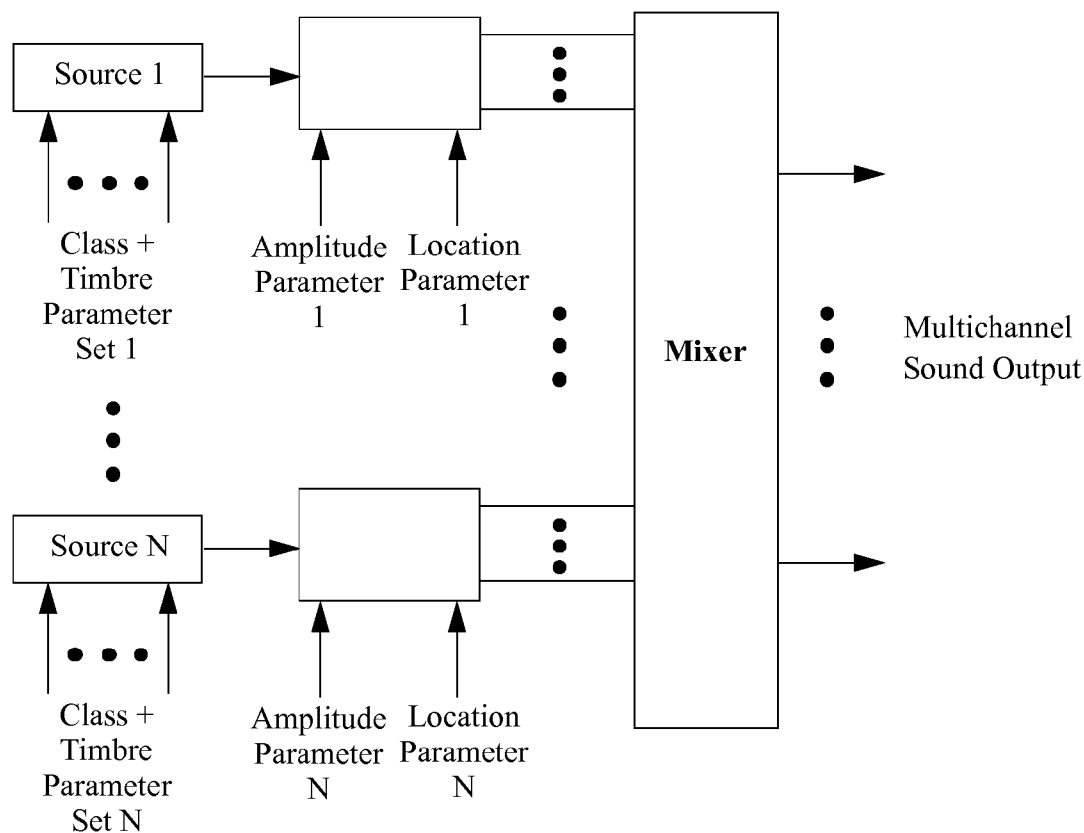 Source 1
Class +
Timbre
Parameter
Set 1
Amplitude
Parameter
1
Location
Parameter
1
Mixer
Multichannel
Sound Output
Source N
Class +
Timbre
Parameter
Set N
Amplitude
Parameter
N
Location
Parameter
N